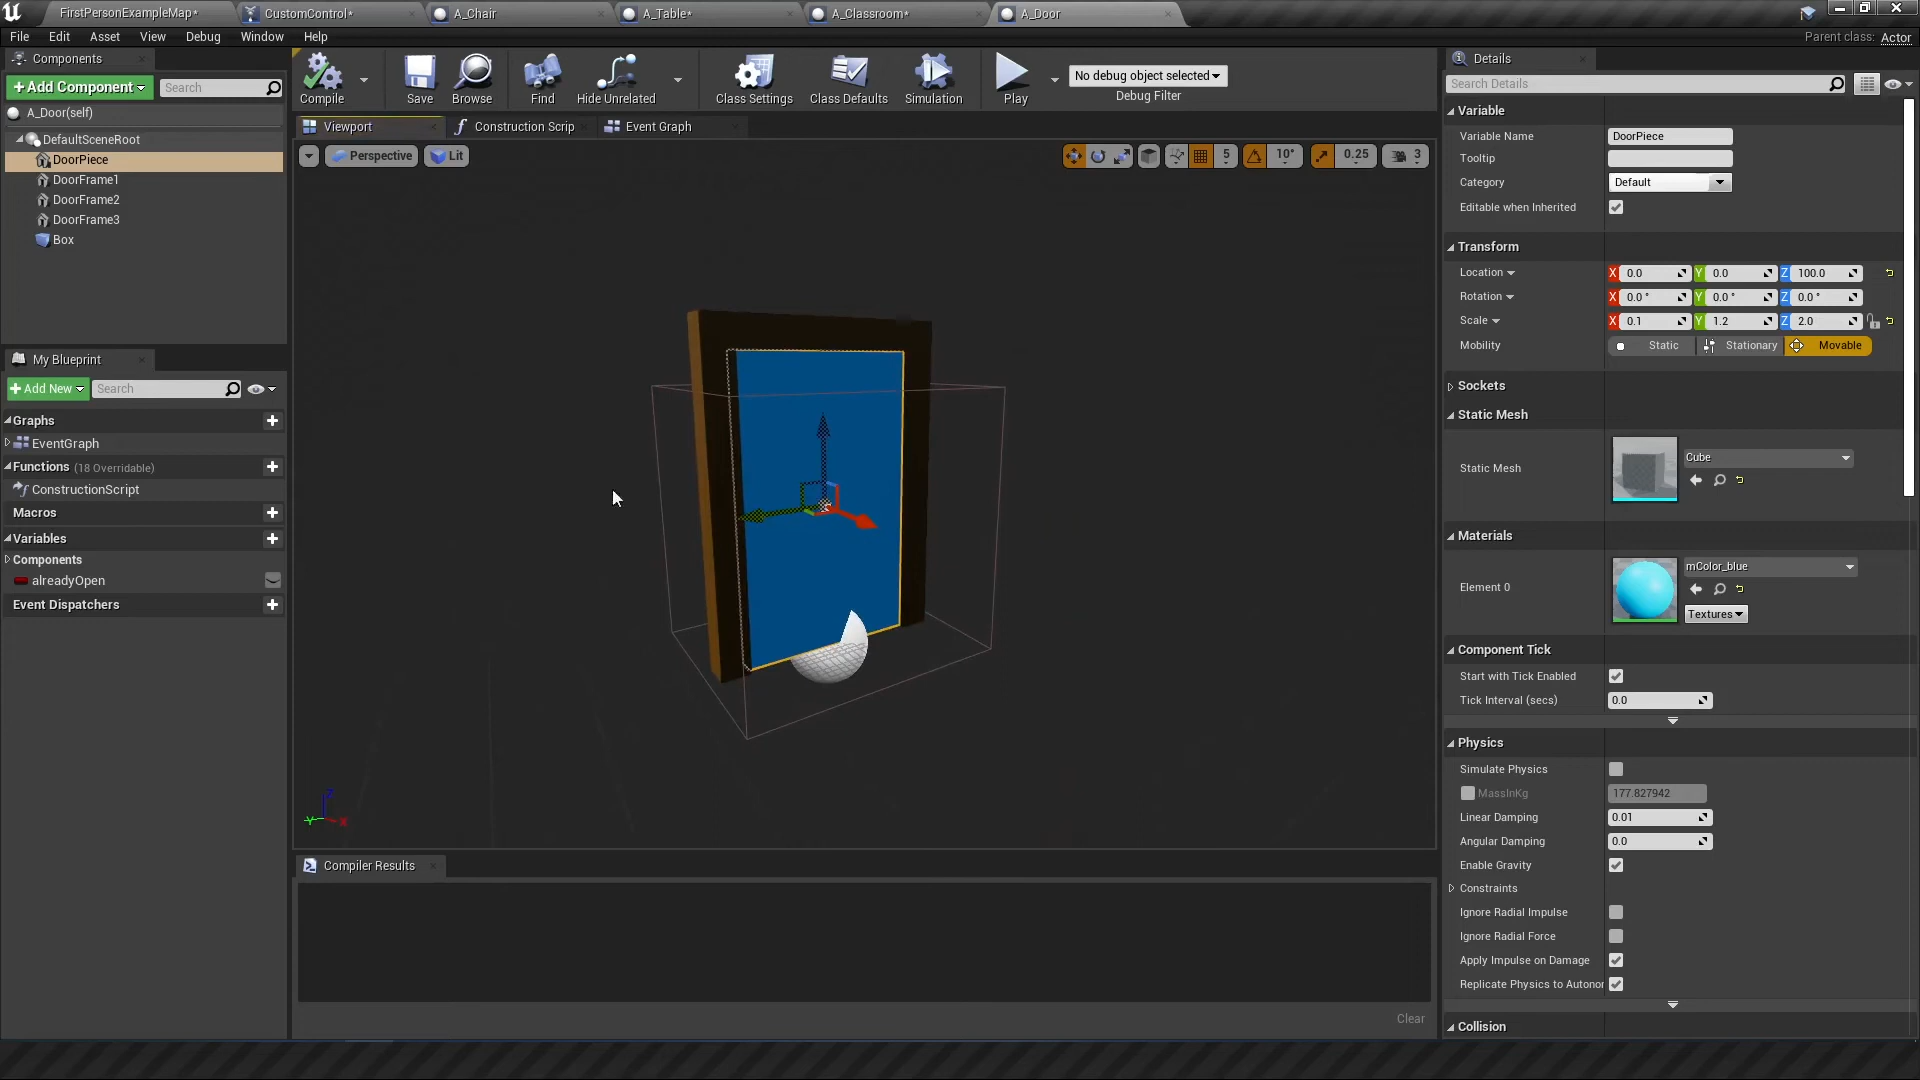 FirstPersonExampleMap* CustomControl* A_Chair A_Table* A_Classroom* A_Door
File Edit Asset View Debug Window Help Parent class: Actor
Components
+Add Component Search
A_Door(self)
DefaultSceneRoot
DoorPiece
DoorFrame1
DoorFrame2
DoorFrame3
Box
My Blueprint
+Add New Search
Graphs
EventGraph
Functions (18 Overridable)
ConstructionScript
Macros
Variables
Components
alreadyOpen
Event Dispatchers
Compile Save Browse Find Hide Unrelated Class Settings Class Defaults Simulation Play
No debug object selected
Debug Filter
Viewport Construction Scrip Event Graph
Perspective Lit 5 10° 0.25 3
Z
Y X
Compiler Results
Clear
Details
Search Details
Variable
Variable Name DoorPiece
Tooltip
Category Default
Editable when Inherited
Transform
Location X 0.0 Y 0.0 Z 100.0
Rotation X 0.0 ° Y 0.0 ° Z 0.0 °
Scale X 0.1 Y 1.2 Z 2.0
Mobility Static Stationary Movable
Sockets
Static Mesh
Static Mesh Cube
Materials
Element 0 mColor_blue
Textures
Component Tick
Start with Tick Enabled
Tick Interval (secs) 0.0
Physics
Simulate Physics
MassInKg 177.827942
Linear Damping 0.01
Angular Damping 0.0
Enable Gravity
Constraints
Ignore Radial Impulse
Ignore Radial Force
Apply Impulse on Damage
Replicate Physics to Autonor
Collision